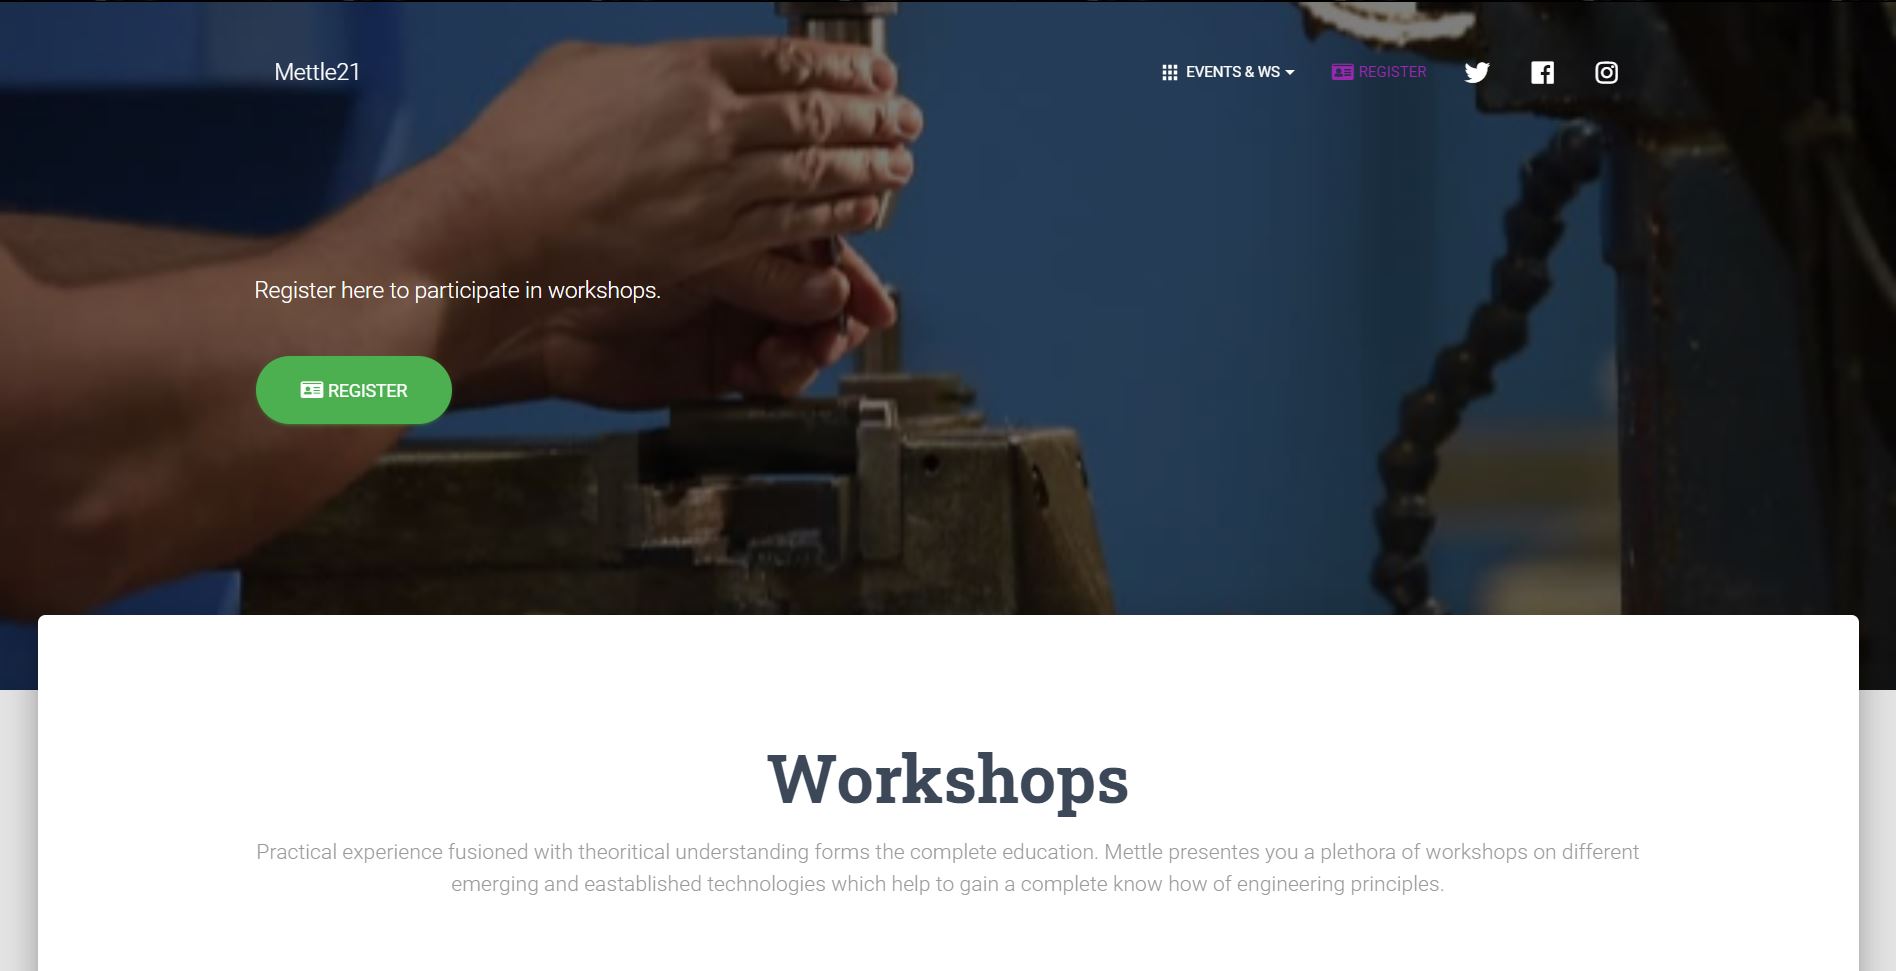 Mettle21
EVENTS & WS
REGISTER
Register here to participate in workshops.
REGISTER
Workshops
Practical experience fusioned with theoritical understanding forms the complete education. Mettle presentes you a plethora of workshops on different
emerging and eastablished technologies which help to gain a complete know how of engineering principles.